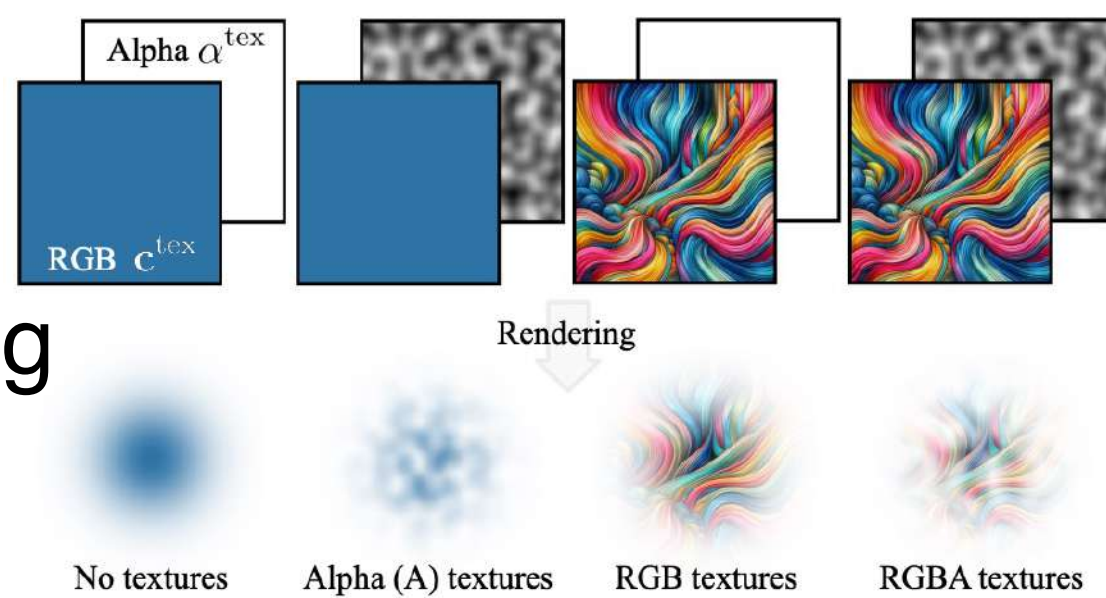 Alpha α^tex
RGB c^tex
g
Rendering
No textures
Alpha (A) textures
RGB textures
RGBA textures